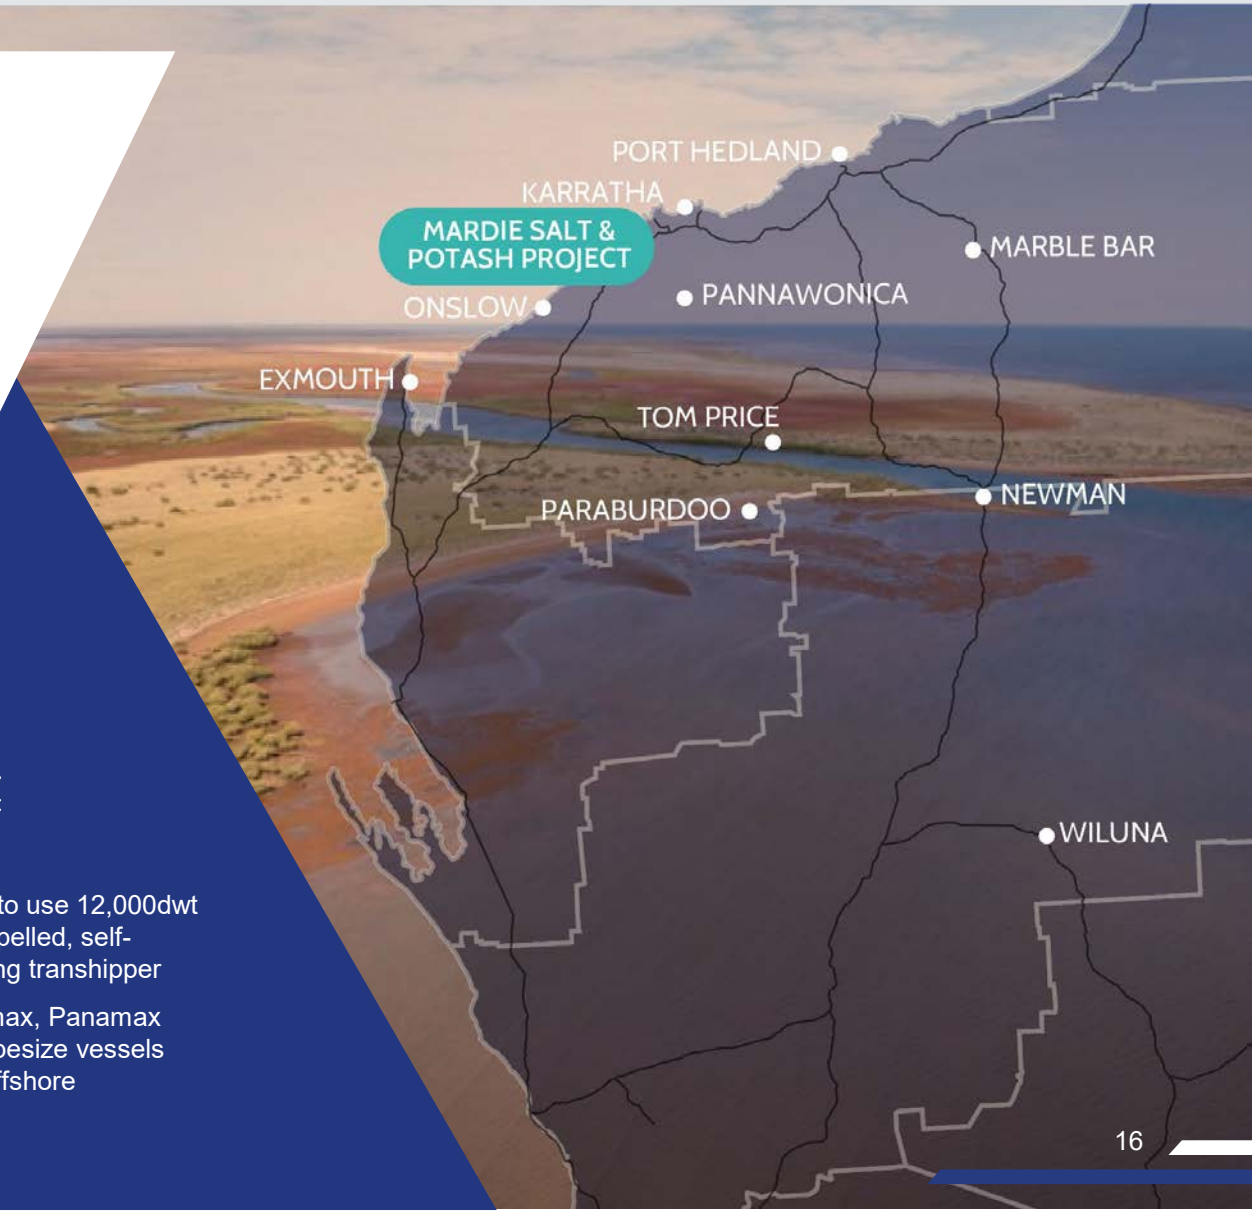 PORT HEDLAND
KARRATHA
MARDIE SALT &
POTASH PROJECT
MARBLE BAR
PANNAWONICA
ONSLOW
EXMOUTH
TOM PRICE
NEWMAN
PARABURDOO
WILUNA
to use 12,000dwt
pelled, self-
ng transhipper
nax, Panamax
pesize vessels
ffshore
16